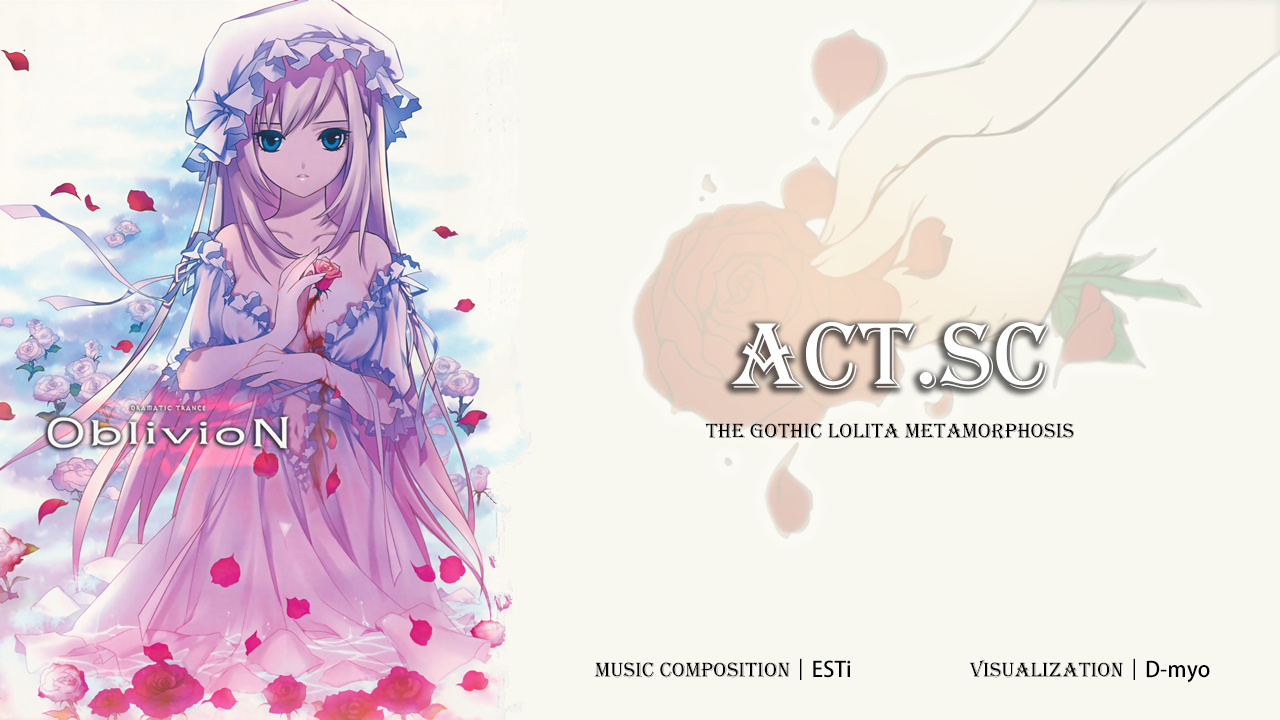 DRAMATIC TRANCE
OblivioN
ACT.SC
THE GOTHIC LOLITA METAMORPHOSIS
MUSIC COMPOSITION | ESTi
VISUALIZATION | D-myo